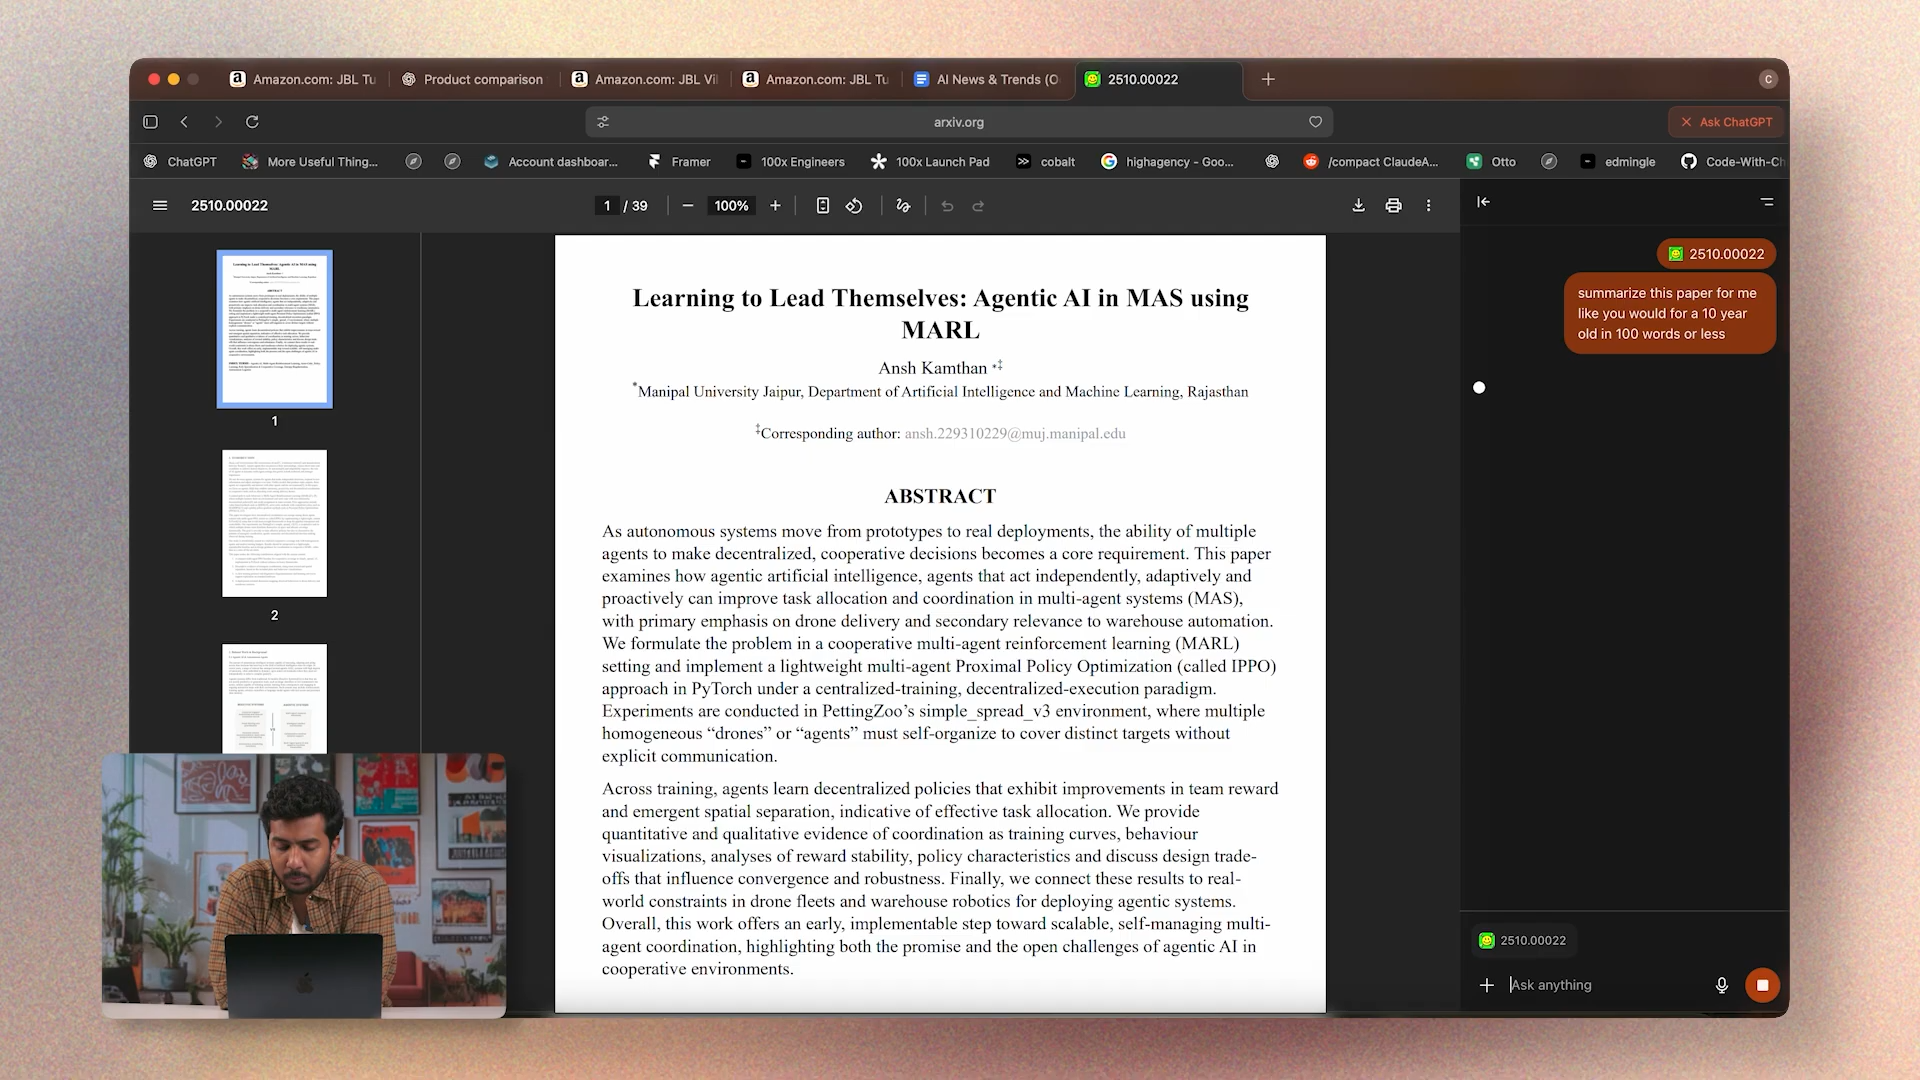 Amazon.com: JBL Tu
Product comparison
Amazon.com: JBL Vi
Amazon.com: JBL Tu
AI News & Trends (O
2510.00022
C
arxiv.org
Ask ChatGPT
ChatGPT
More Useful Thing...
Account dashboar...
Framer
100x Engineers
100x Launch Pad
cobalt
highagency - Goo...
/compact ClaudeA...
Otto
edmingle
Code-With-Ch
2510.00022
1 / 39
100%
1
2
Learning to Lead Themselves: Agentic AI in MAS using
MARL
Ansh Kamthan *‡
*Manipal University Jaipur, Department of Artificial Intelligence and Machine Learning, Rajasthan
‡Corresponding author: ansh.229310229@muj.manipal.edu
ABSTRACT
As autonomous systems move from prototypes to real deployments, the ability of multiple
agents to make decentralized, cooperative decisions becomes a core requirement. This paper
examines how agentic artificial intelligence, agents that act independently, adaptively and
proactively can improve task allocation and coordination in multi-agent systems (MAS),
with primary emphasis on drone delivery and secondary relevance to warehouse automation.
We formulate the problem in a cooperative multi-agent reinforcement learning (MARL)
setting and implement a lightweight multi-agent Proximal Policy Optimization (called IPPO)
approach in PyTorch under a centralized-training, decentralized-execution paradigm.
Experiments are conducted in PettingZoo’s simple_spread_v3 environment, where multiple
homogeneous “drones” or “agents” must self-organize to cover distinct targets without
explicit communication.
Across training, agents learn decentralized policies that exhibit improvements in team reward
and emergent spatial separation, indicative of effective task allocation. We provide
quantitative and qualitative evidence of coordination as training curves, behaviour
visualizations, analyses of reward stability, policy characteristics and discuss design trade-
offs that influence convergence and robustness. Finally, we connect these results to real-
world constraints in drone fleets and warehouse robotics for deploying agentic systems.
Overall, this work offers an early, implementable step toward scalable, self-managing multi-
agent coordination, highlighting both the promise and the open challenges of agentic AI in
cooperative environments.
2510.00022
summarize this paper for me
like you would for a 10 year
old in 100 words or less
2510.00022
Ask anything